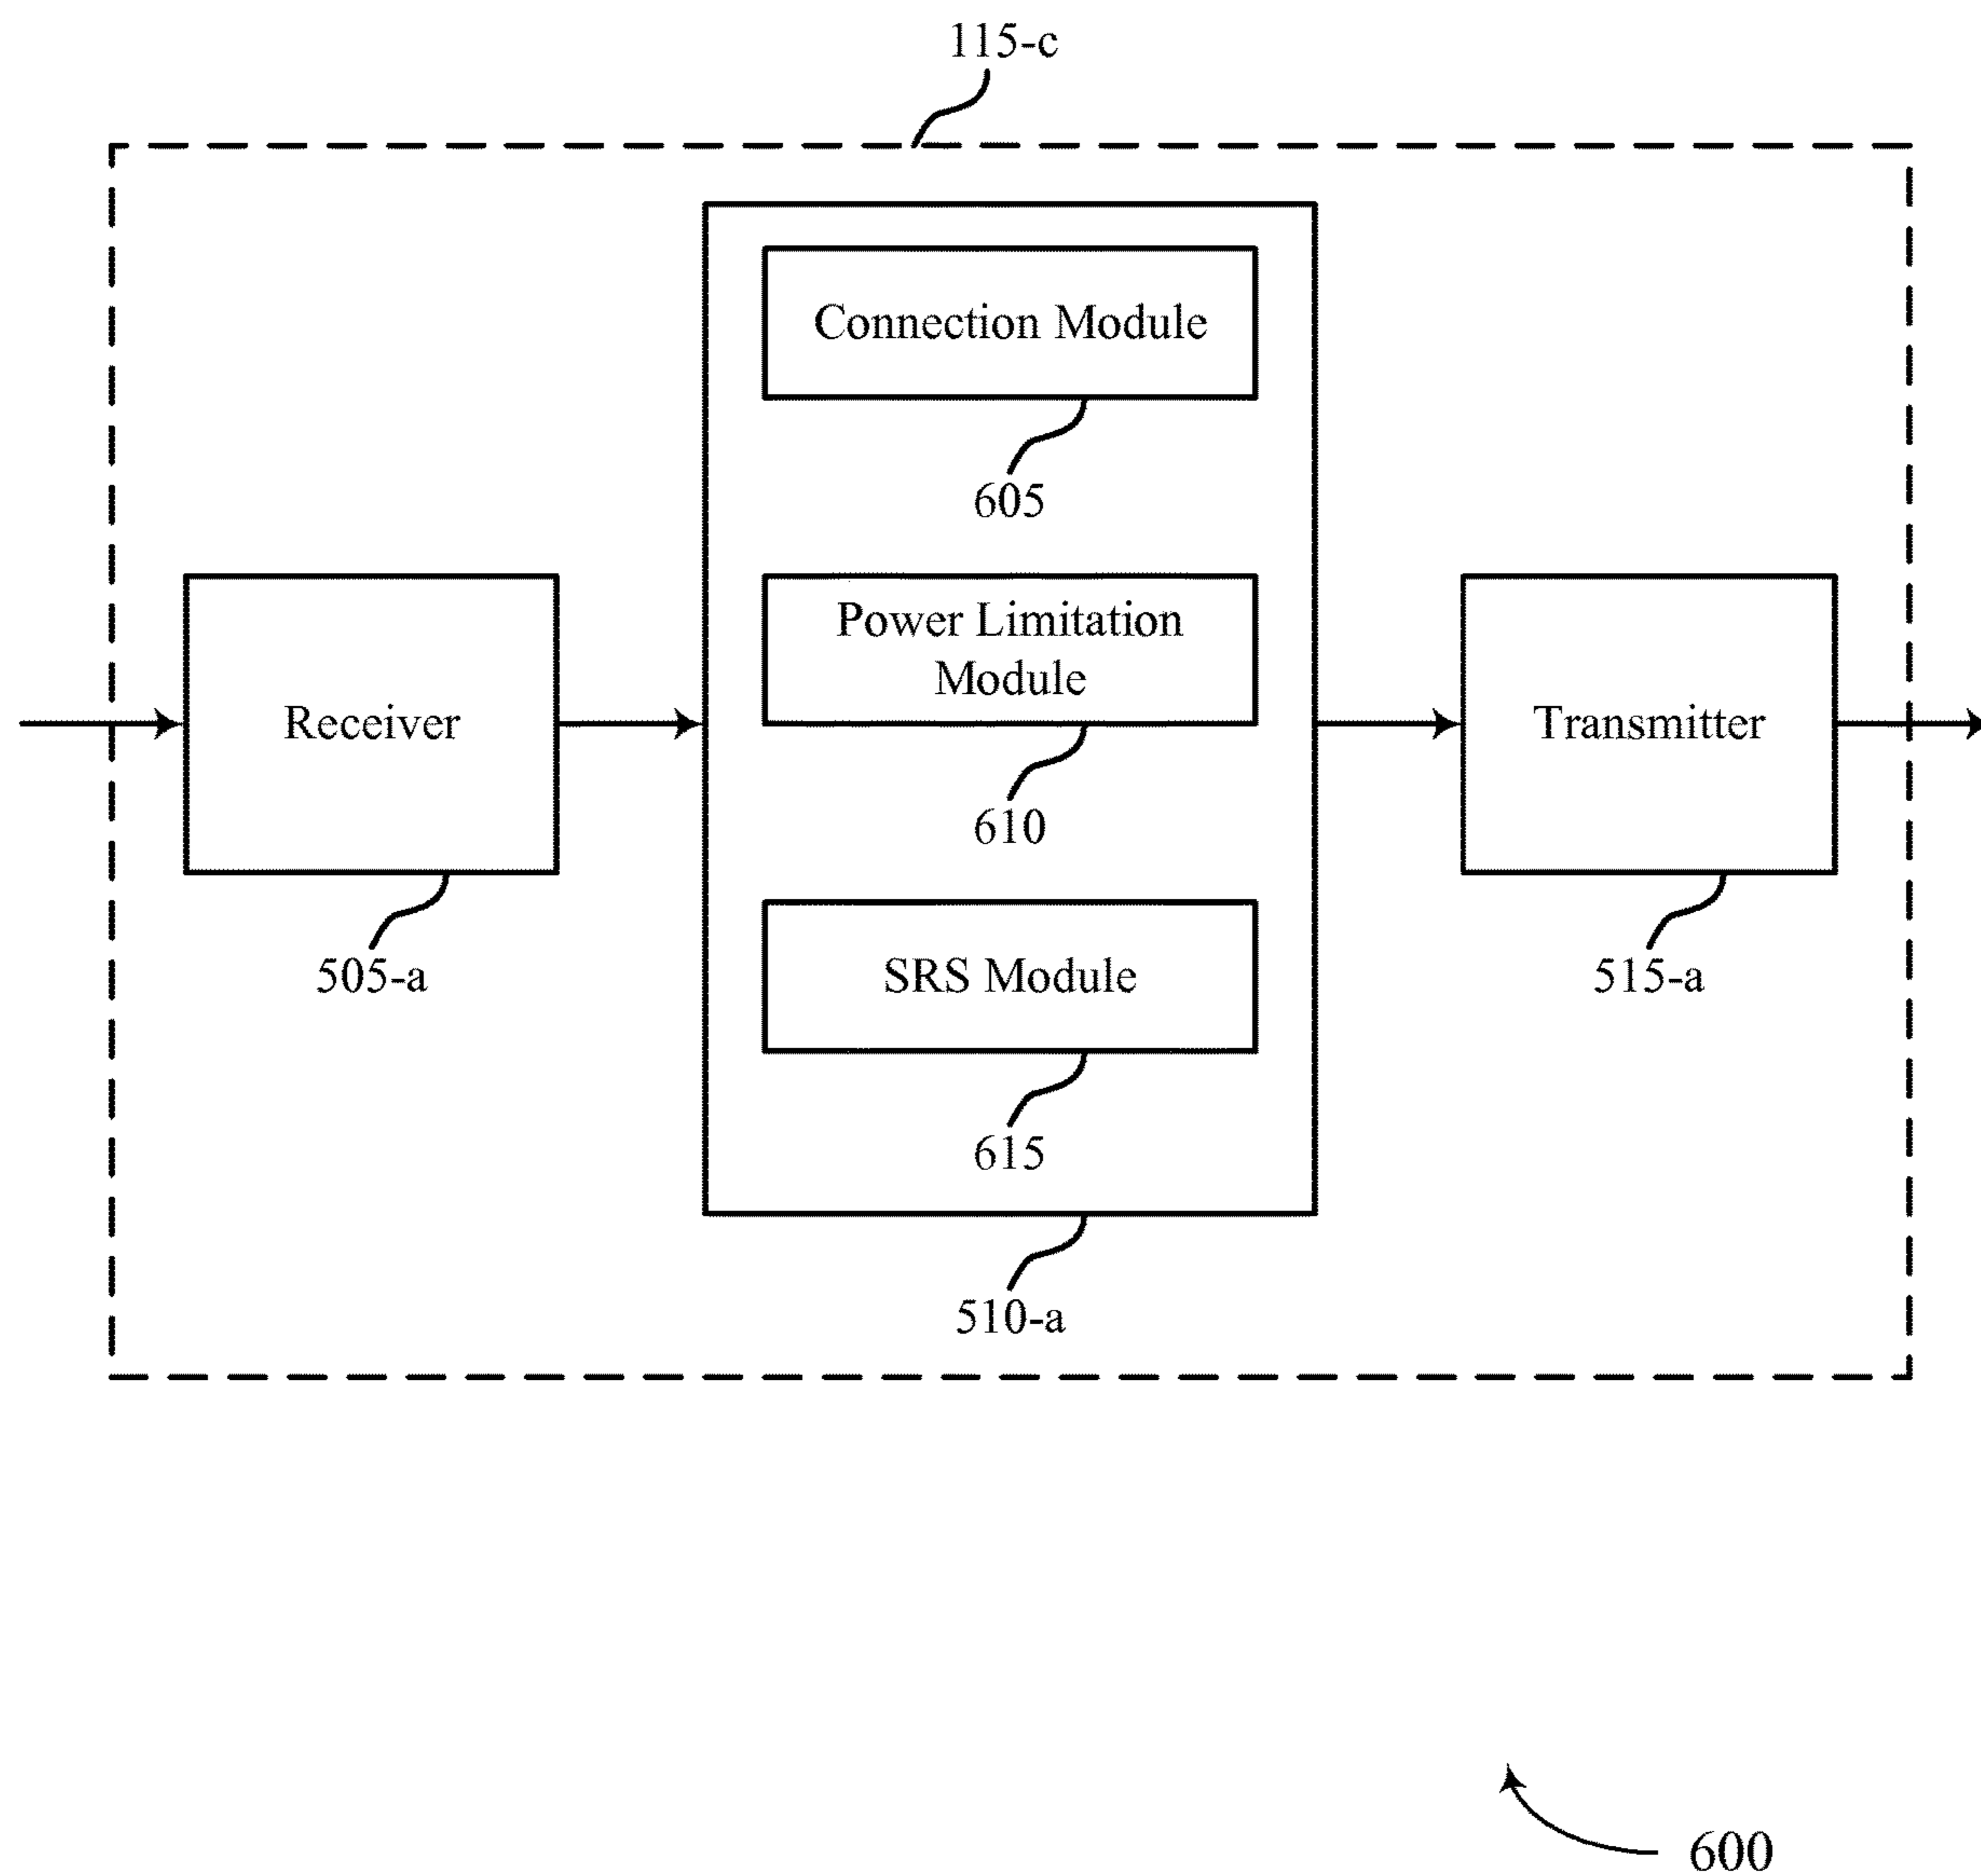 115-c
Connection Module
605
Power Limitation
Module
Receiver
Transmitter
610
SRS Module
505-a
515-a
615
510-a
600